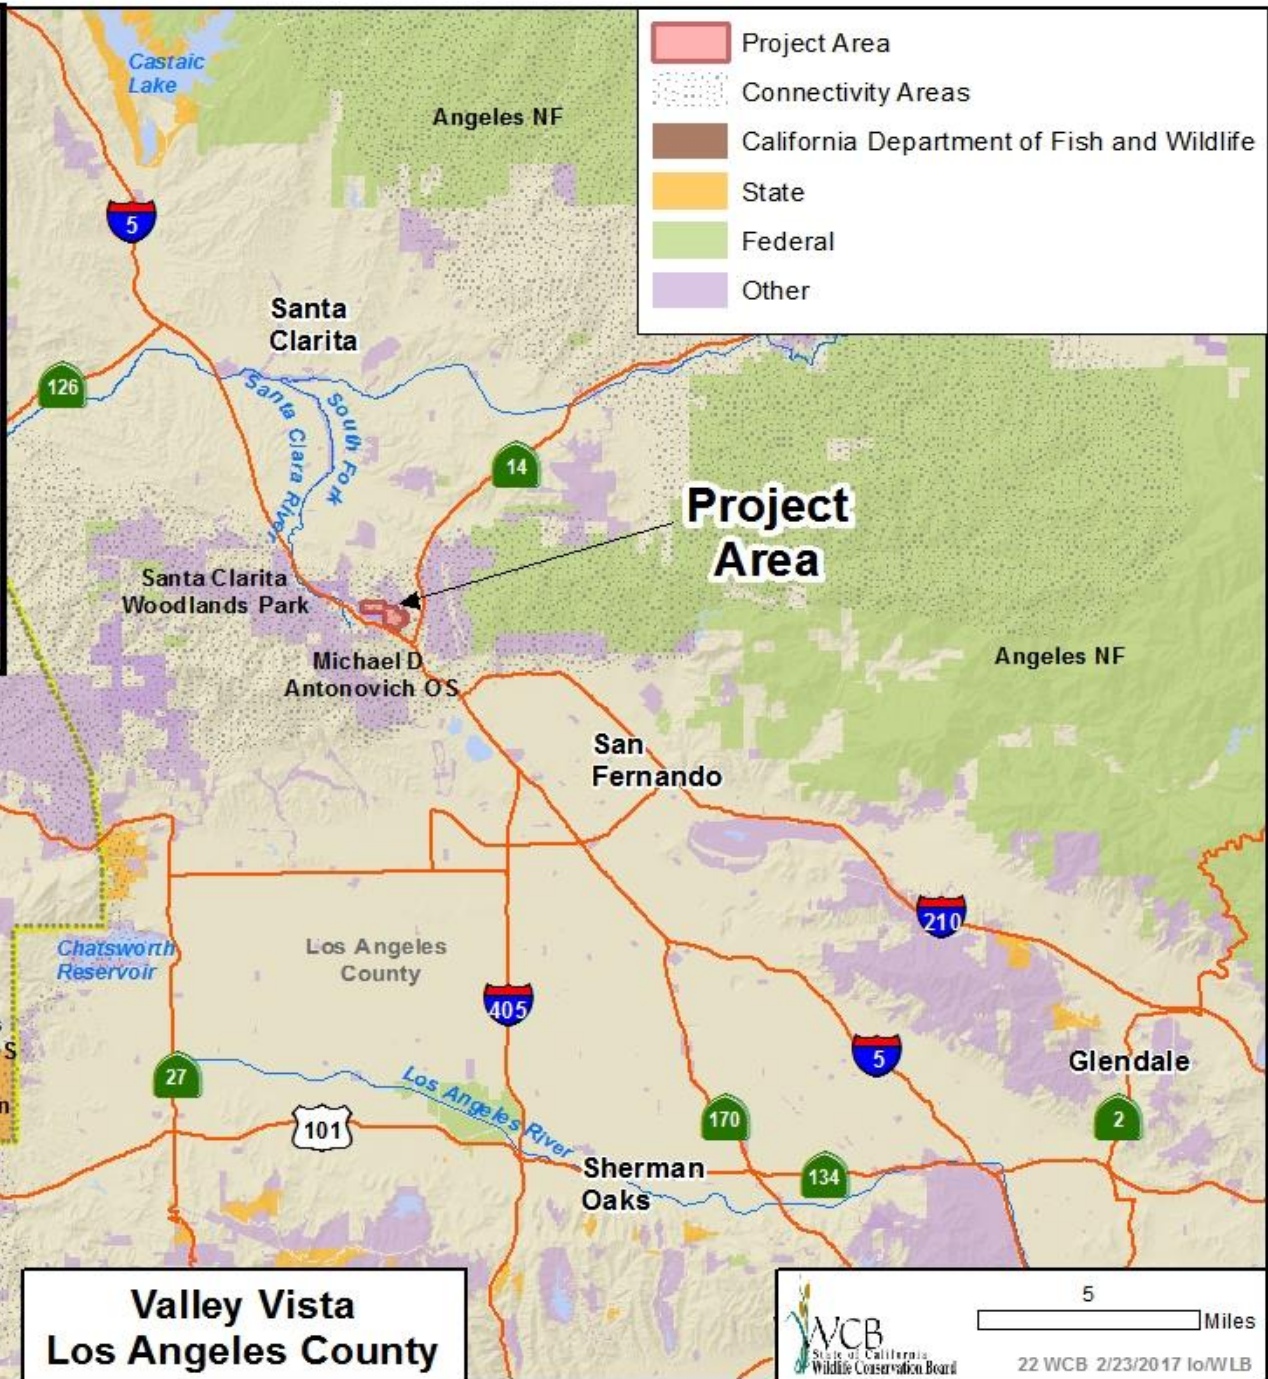 Project Area
Connectivity Areas
California Department of Fish and Wildlife
State
Federal
Other
Castaic
Lake
Angeles NF
5
Santa
Clarita
126
Santa Clara River
South Fork
14
Project
Area
Santa Clarita
Woodlands Park
Michael D
Antonovich OS
Angeles NF
San
Fernando
210
Chatsworth
Reservoir
Los Angeles
County
405
S
5
Glendale
27
Los Angeles River
101
170
2
Sherman
Oaks
134
Valley Vista
Los Angeles County
WCB
State of California
Wildlife Conservation Board
5
Miles
22 WCB 2/23/2017 lo/WLB